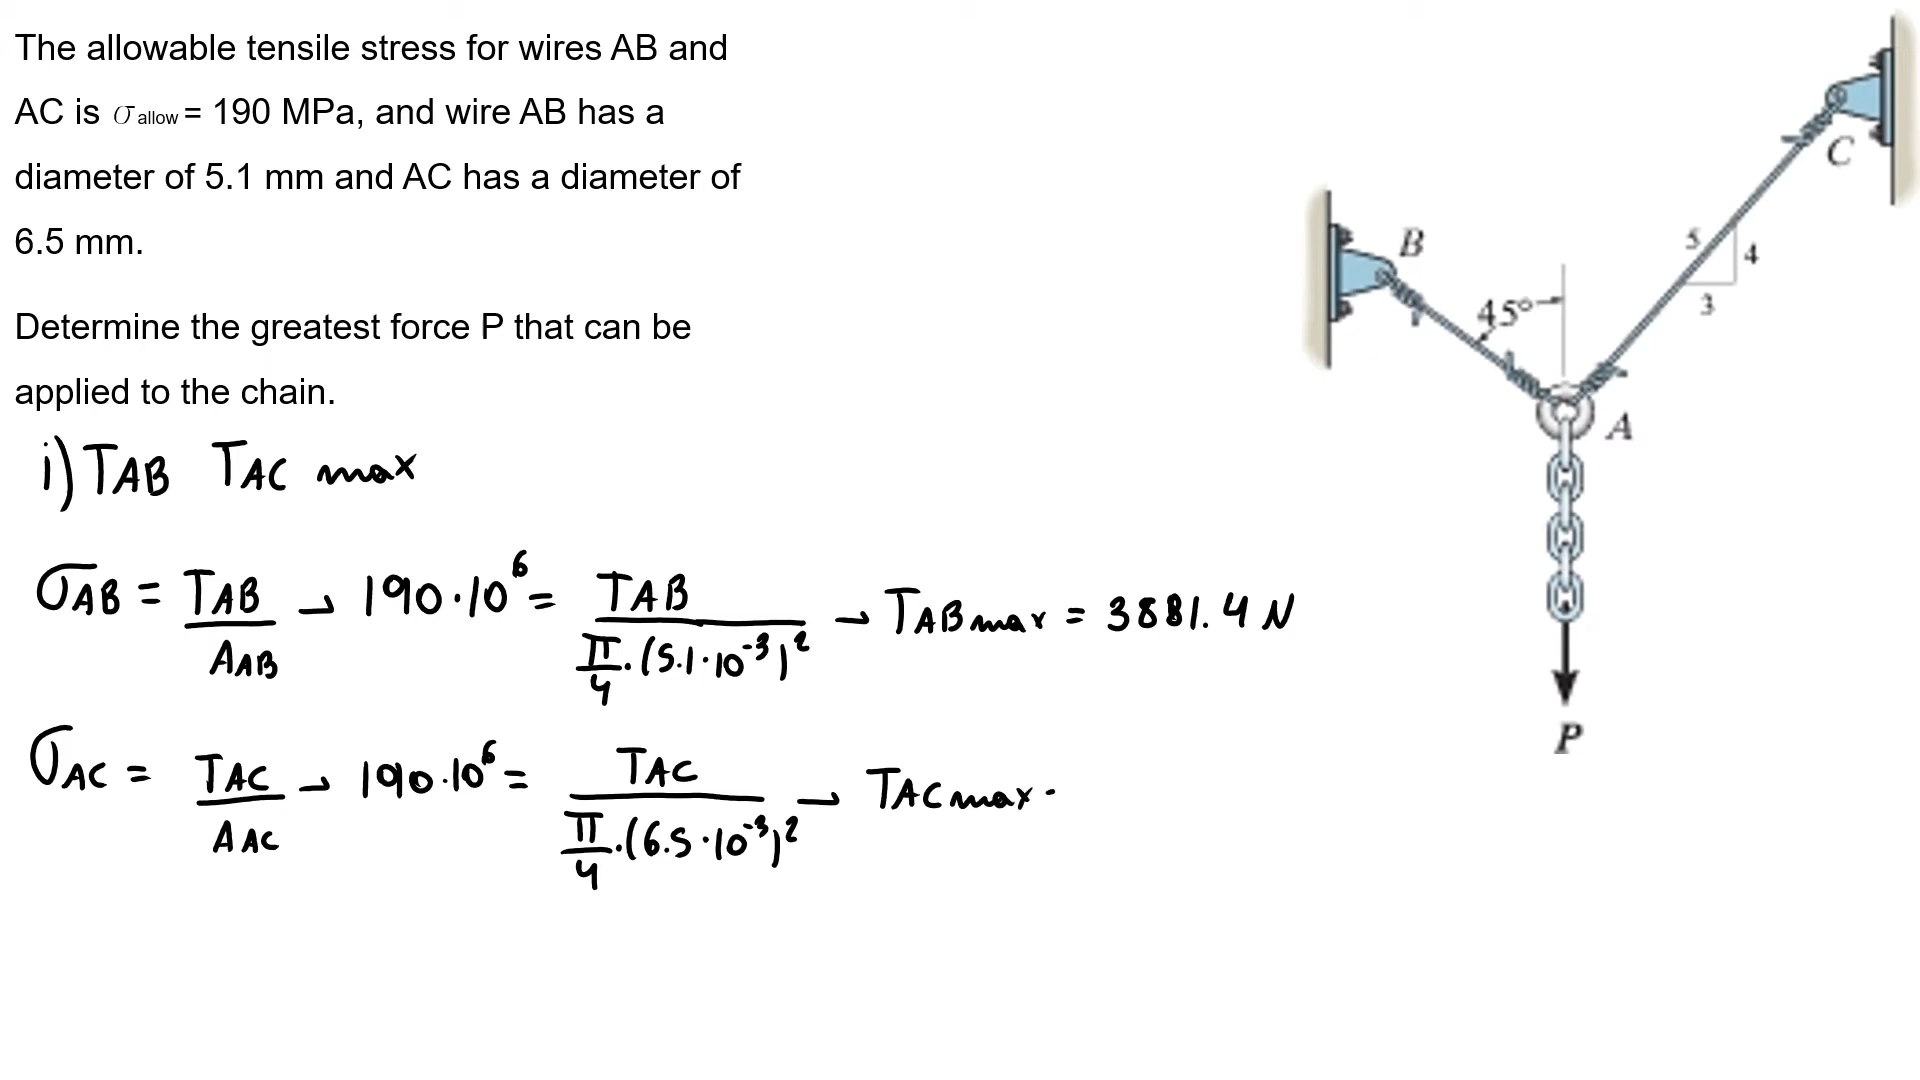 The allowable tensile stress for wires AB and
AC is σ allow = 190 MPa, and wire AB has a
diameter of 5.1 mm and AC has a diameter of
6.5 mm.
Determine the greatest force P that can be
applied to the chain.
i) TAB TAC max
σAB = TAB / AAB → 190·10^6 = TAB / (π/4 · (5.1·10^-3)^2) → TABmax = 3881.4 N
σAC = TAC / AAC → 190·10^6 = TAC / (π/4 · (6.5·10^-3)^2) → TACmax -
C
B
5
4
45°
3
A
P